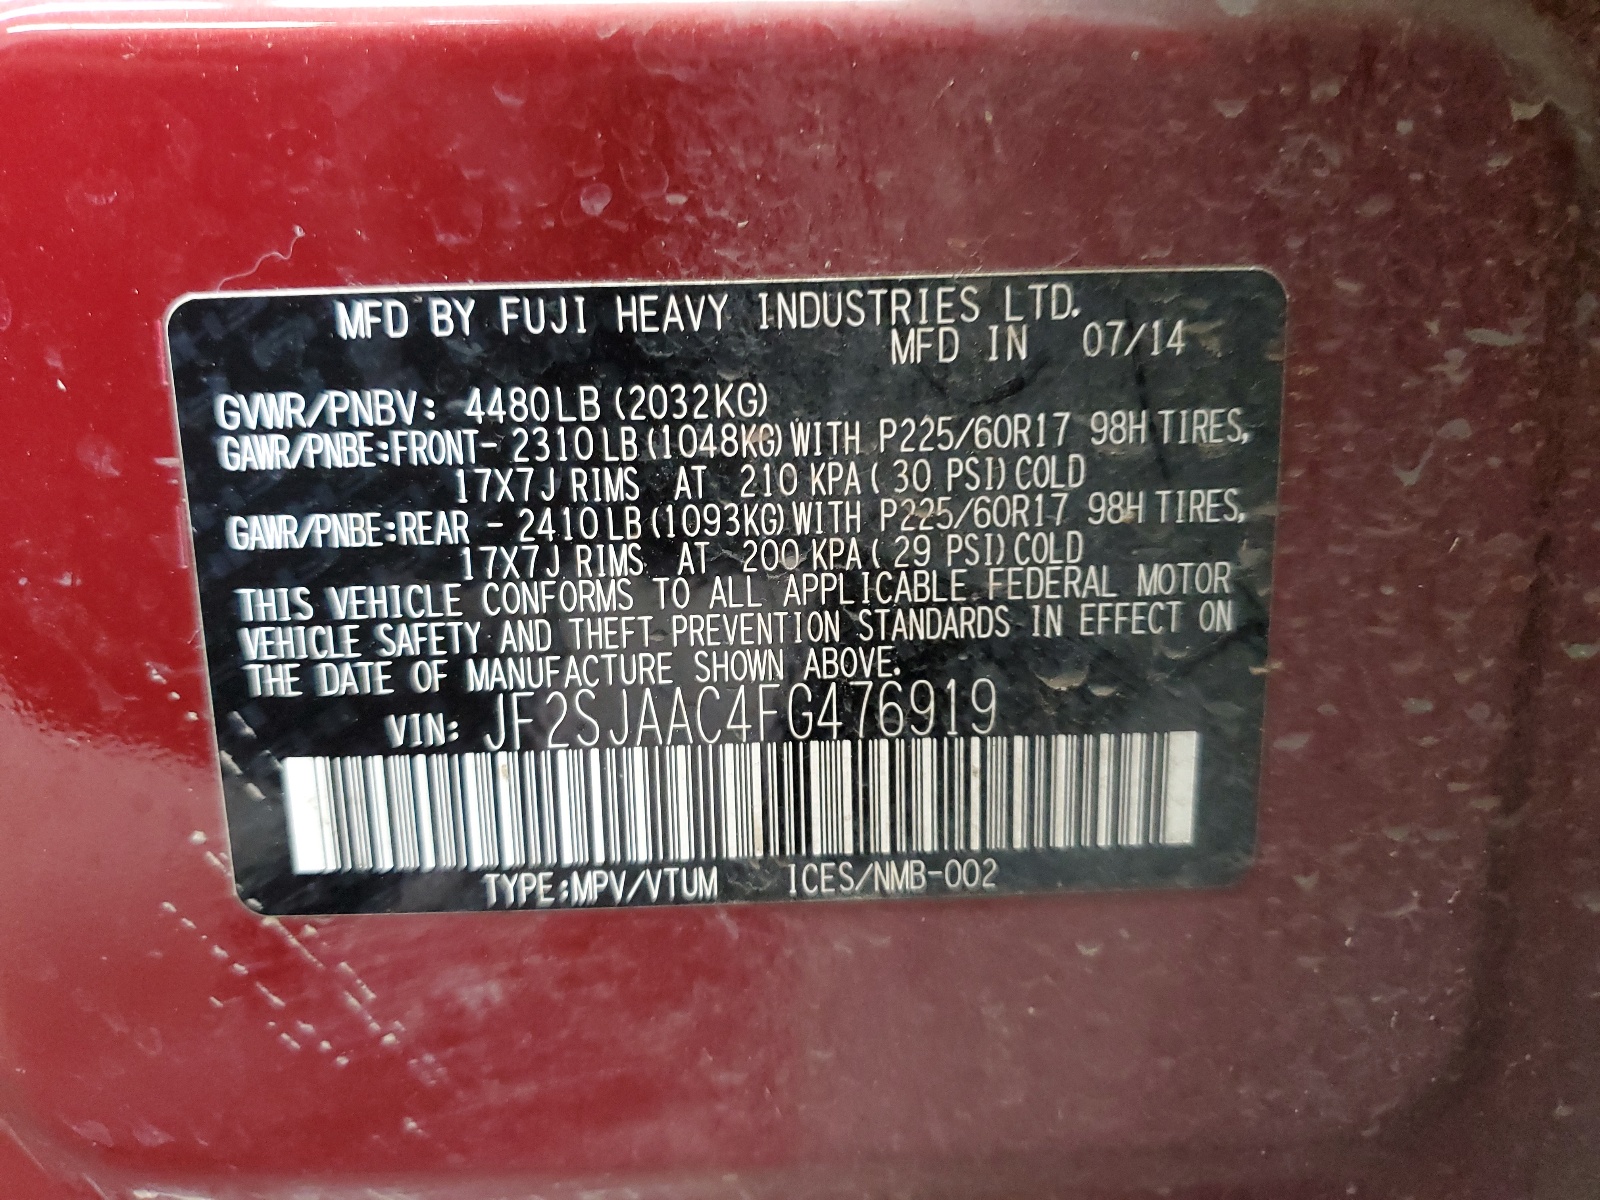 MFD BY FUJI HEAVY INDUSTRIES LTD.
MFD IN 07/14
GVWR/PNBV: 4480LB (2032KG)
GAWR/PNBE:FRONT- 2310 LB (1048KG) WITH P225/60R17 98H TIRES,
17X7J RIMS AT 210 KPA ( 30 PSI) COLD
GAWR/PNBE:REAR - 2410 LB (1093KG) WITH P225/60R17 98H TIRES,
17X7J RIMS AT 200 KPA ( 29 PSI) COLD
THIS VEHICLE CONFORMS TO ALL APPLICABLE FEDERAL MOTOR
VEHICLE SAFETY AND THEFT PREVENTION STANDARDS IN EFFECT ON
THE DATE OF MANUFACTURE SHOWN ABOVE.
VIN: JF2SJAAC4FG476919
TYPE:MPV/VTUM ICES/NMB-002